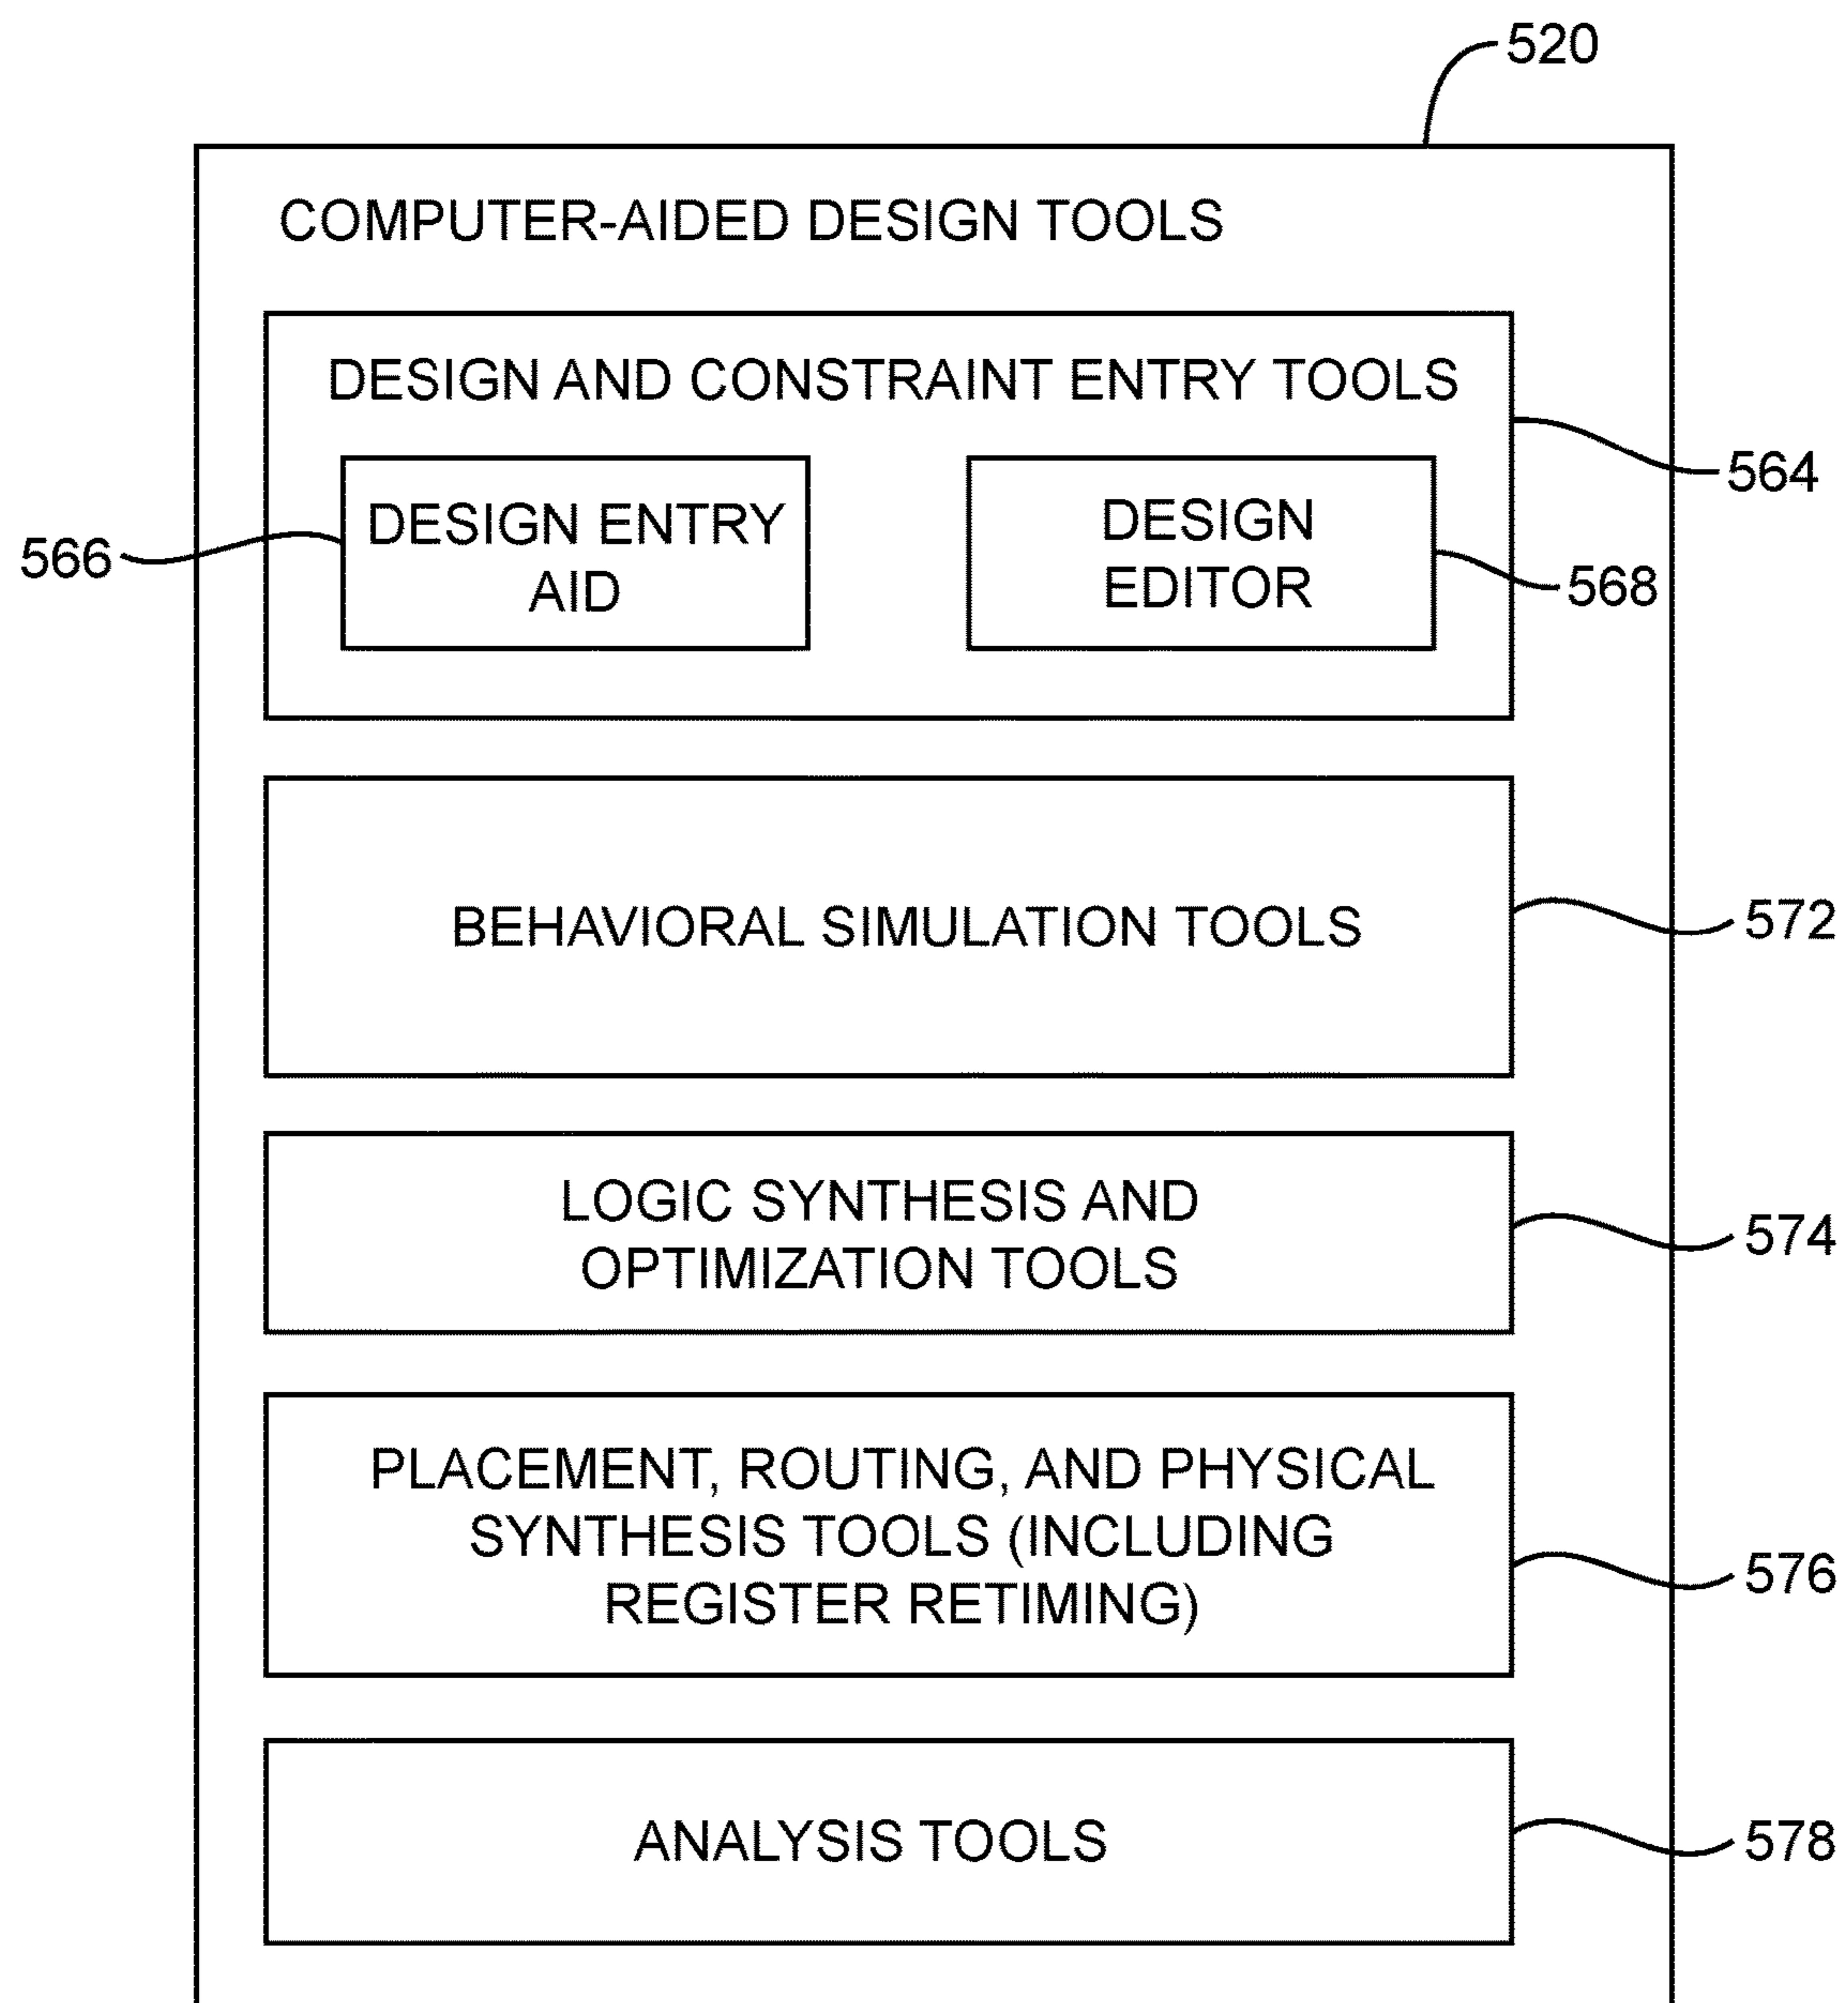 520
COMPUTER-AIDED DESIGN TOOLS
DESIGN AND CONSTRAINT ENTRY TOOLS
564
566
DESIGN ENTRY
AID
DESIGN
EDITOR
568
BEHAVIORAL SIMULATION TOOLS
572
LOGIC SYNTHESIS AND
OPTIMIZATION TOOLS
574
PLACEMENT, ROUTING, AND PHYSICAL
SYNTHESIS TOOLS (INCLUDING
REGISTER RETIMING)
576
ANALYSIS TOOLS
578